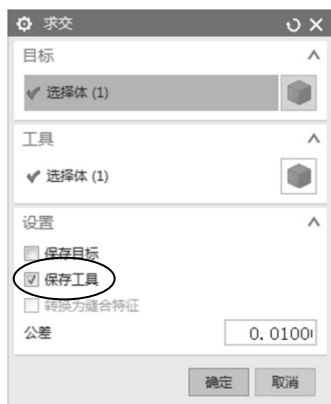 求交
目标
选择体 (1)
工具
选择体 (1)
设置
保存目标
保存工具
转换为缝合特征
公差
0.0100
确定 取消